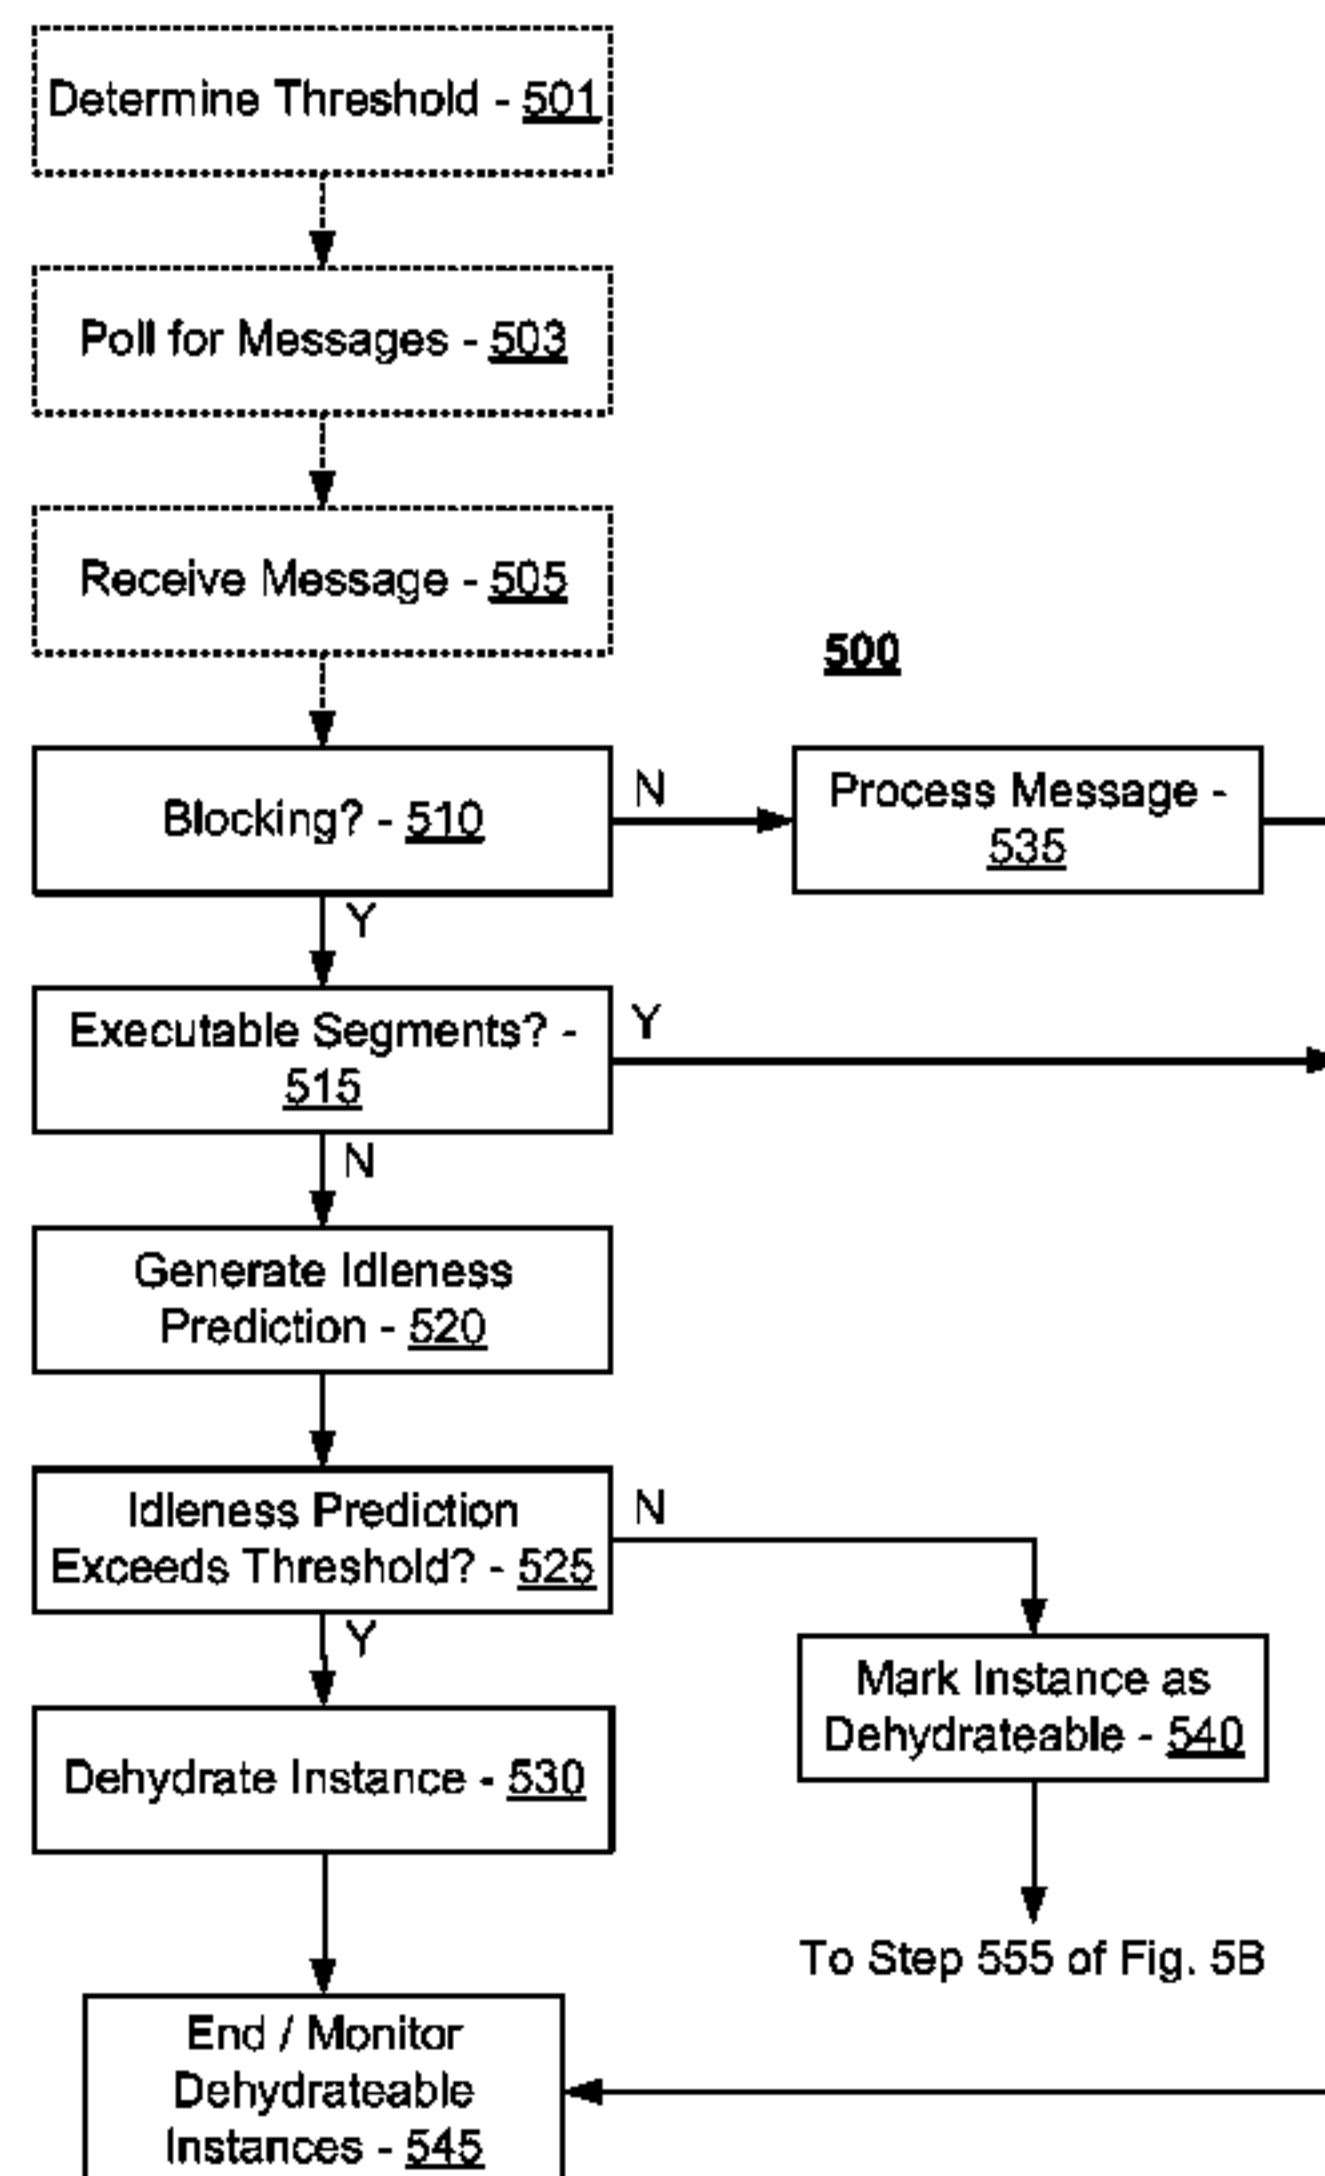 Determine Threshold - 501
Poll for Messages - 503
Receive Message - 505
500
Blocking? - 510
N
Process Message -
535
Y
Executable Segments? -
515
Y
N
Generate Idleness
Prediction - 520
Idleness Prediction
Exceeds Threshold? - 525
N
Y
Mark Instance as
Dehydrateable - 540
Dehydrate Instance - 530
To Step 555 of Fig. 5B
End / Monitor
Dehydrateable
Instances - 545